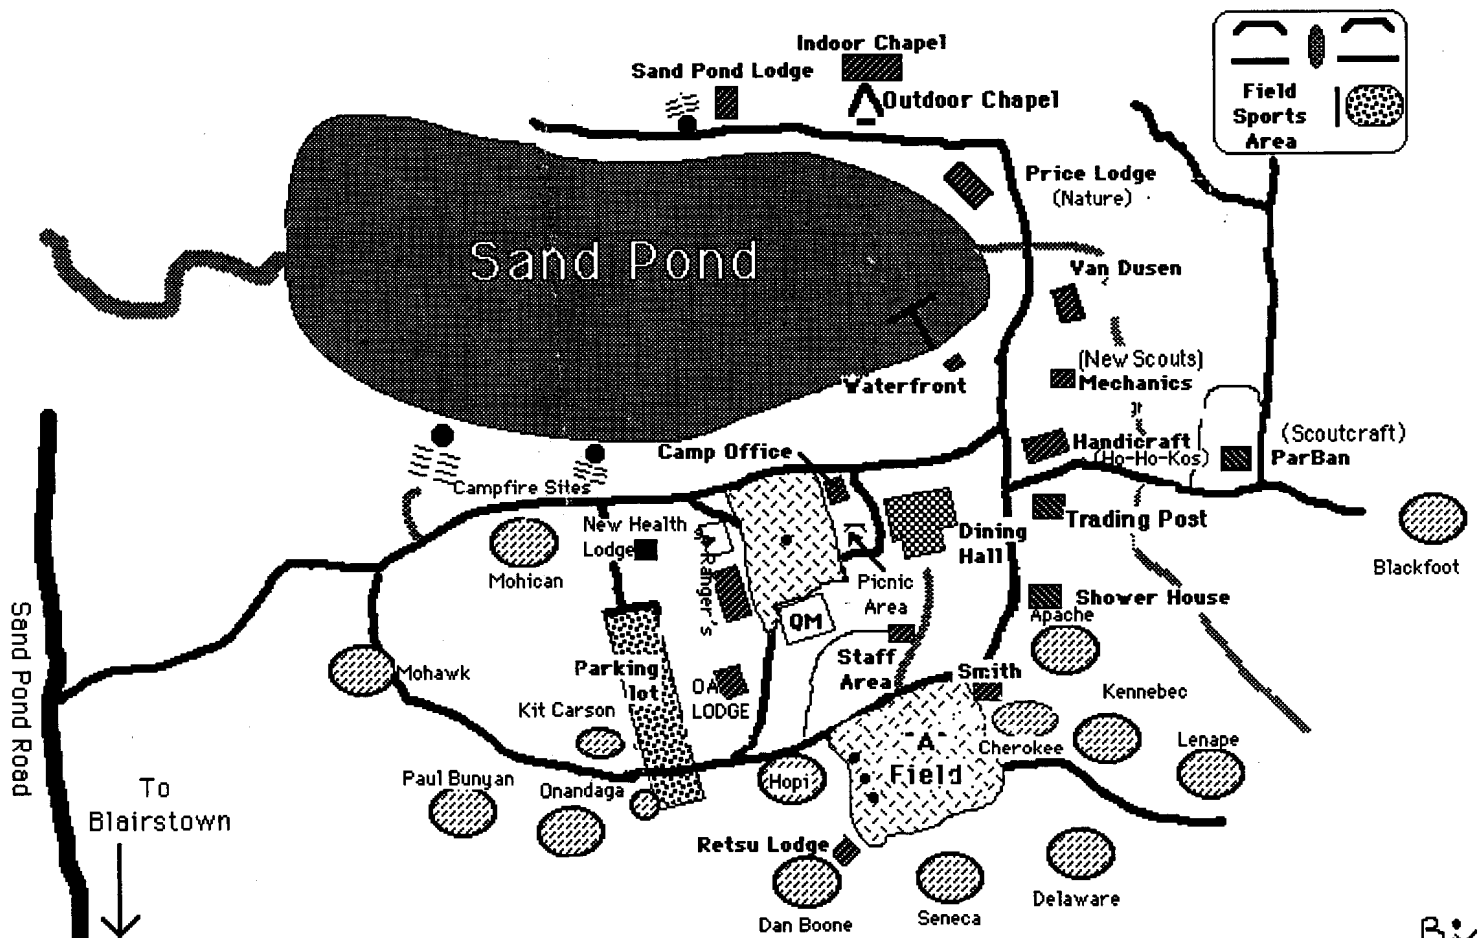 Indoor Chapel
Sand Pond Lodge
Outdoor Chapel
Field
Sports
Area
Price Lodge
(Nature)
Sand Pond
Van Dusen
(New Scouts)
Mechanics
Waterfront
Handicraft
(Ho-Ho-Kos)
(Scoutcraft)
ParBan
Camp Office
Campfire Sites
New Health
Lodge
Mohican
Ranger's
Dining
Hall
Trading Post
Blackfoot
Picnic
Area
QM
Shower House
Apache
Staff
Area
Smith
Mohawk
Parking
lot
OA
LODGE
Kit Carson
Kennebec
Cherokee
Lenape
"A"
Field
Hopi
Paul Bunyan
Onandaga
Sand Pond Road
To
Blairstown
Retsu Lodge
Dan Boone
Seneca
Delaware